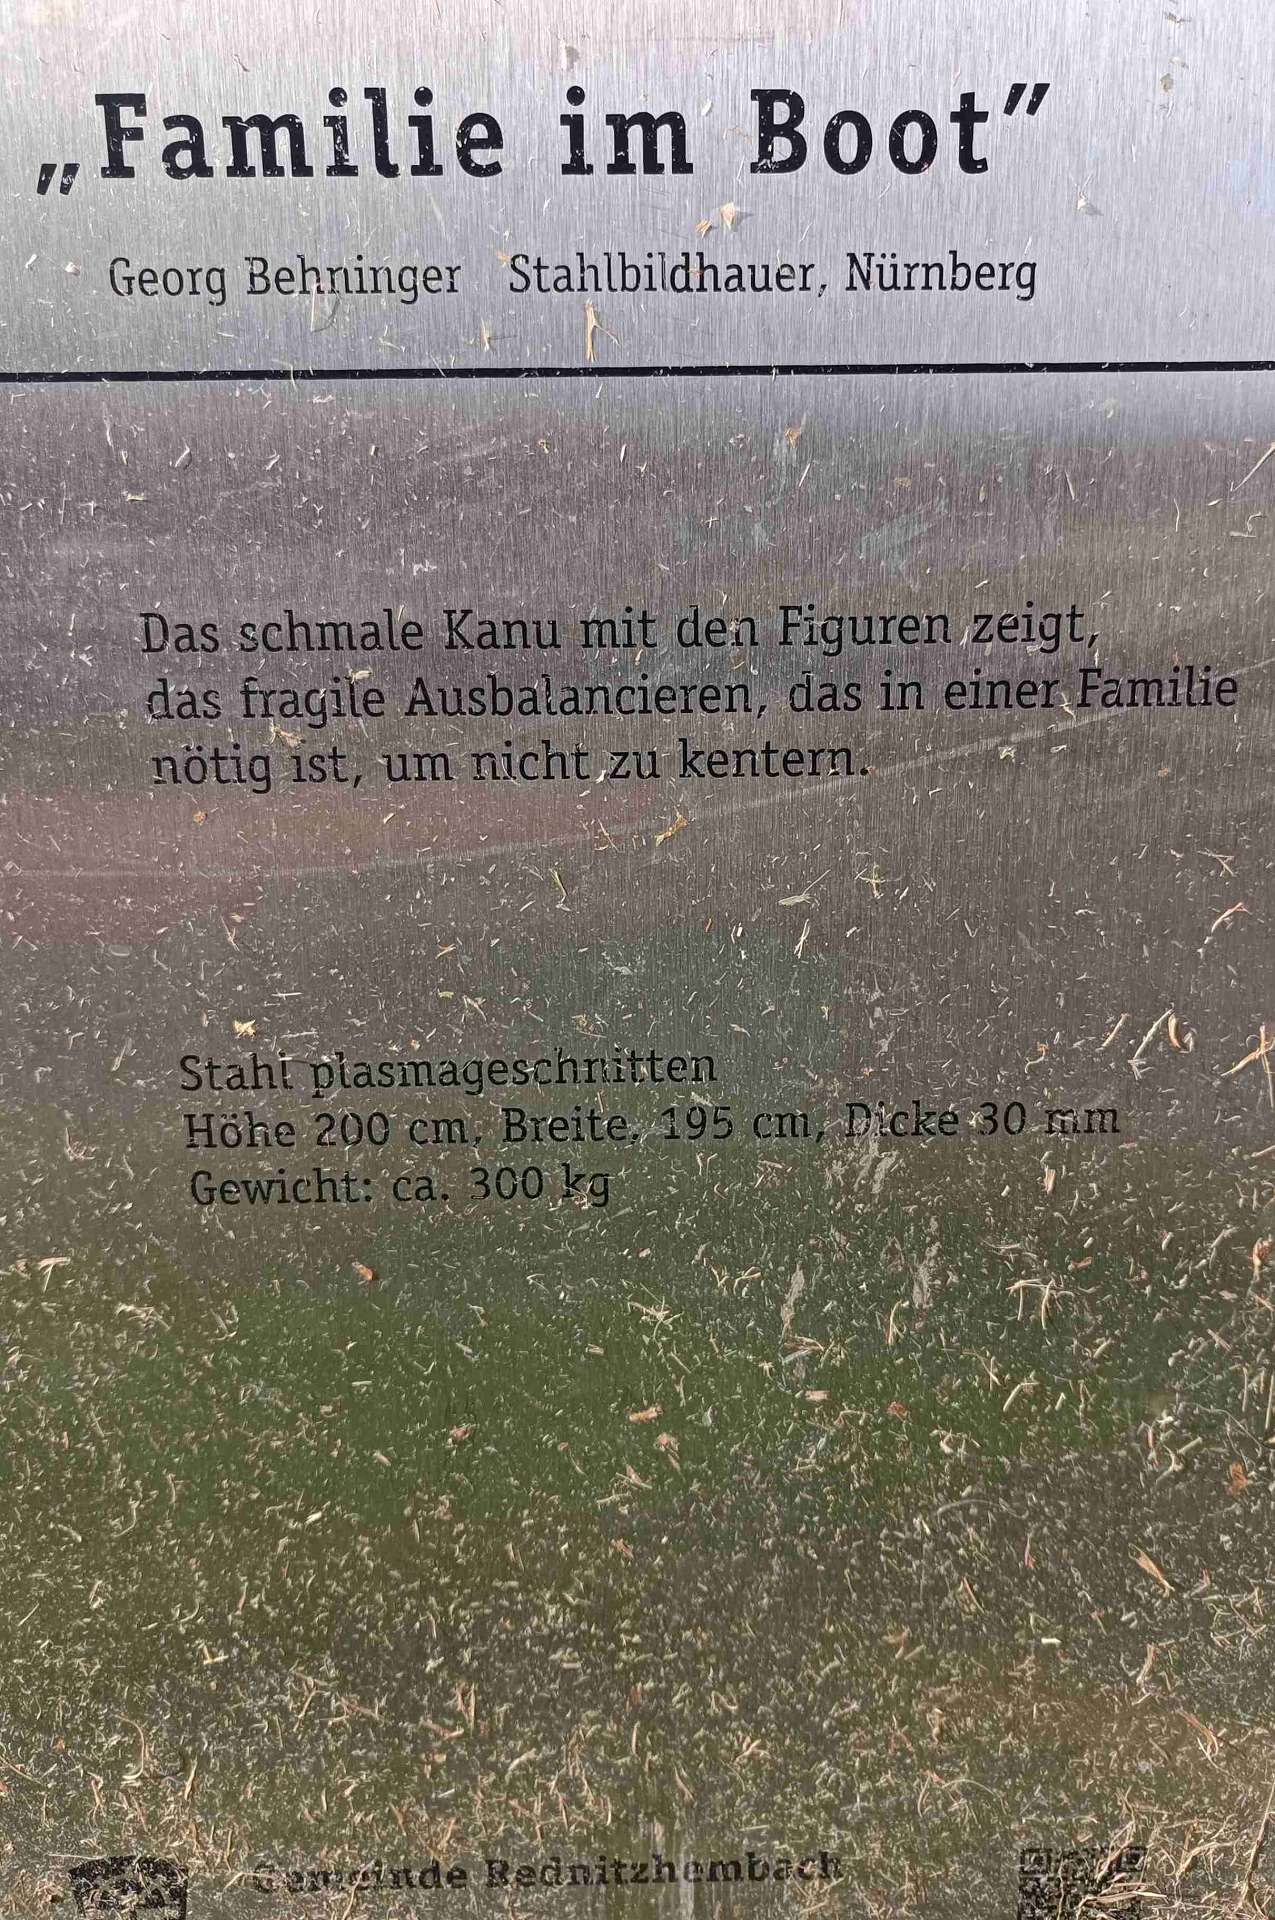 „Familie im Boot”
Georg Behninger Stahlbildhauer, Nürnberg
Das schmale Kanu mit den Figuren zeigt,
das fragile Ausbalancieren, das in einer Familie
nötig ist, um nicht zu kentern.
Stahl plasmageschnitten
Höhe 200 cm, Breite, 195 cm, Dicke 30 mm
Gewicht: ca. 300 kg
Gemeinde Rednitzhembach